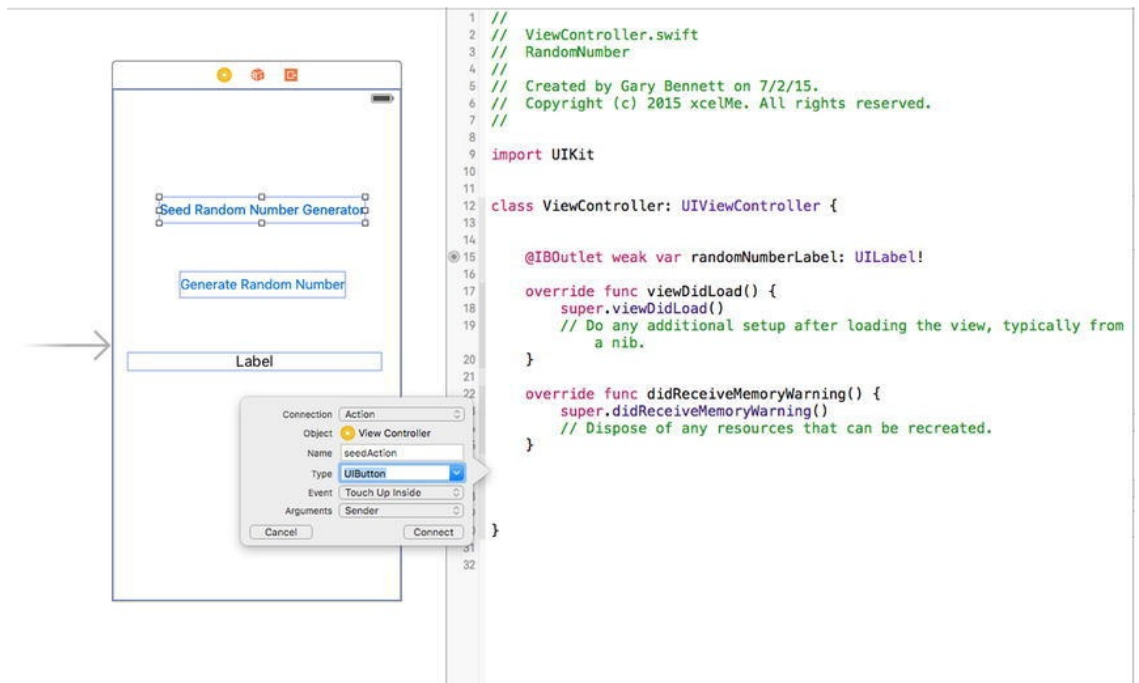 Seed Random Number Generator
Generate Random Number
Label
Connection Action
Object View Controller
Name seedAction
Type UIButton
Event Touch Up Inside
Arguments Sender
Cancel Connect
1 //
2 //  ViewController.swift
3 //  RandomNumber
4 //
5 //  Created by Gary Bennett on 7/2/15.
6 //  Copyright (c) 2015 xcelMe. All rights reserved.
7 //
8
9 import UIKit
10
11
12 class ViewController: UIViewController {
13
14
15     @IBOutlet weak var randomNumberLabel: UILabel!
16
17     override func viewDidLoad() {
18         super.viewDidLoad()
19         // Do any additional setup after loading the view, typically from
            a nib.
20     }
21
22     override func didReceiveMemoryWarning() {
        super.didReceiveMemoryWarning()
        // Dispose of any resources that can be recreated.
    }
}
31
32